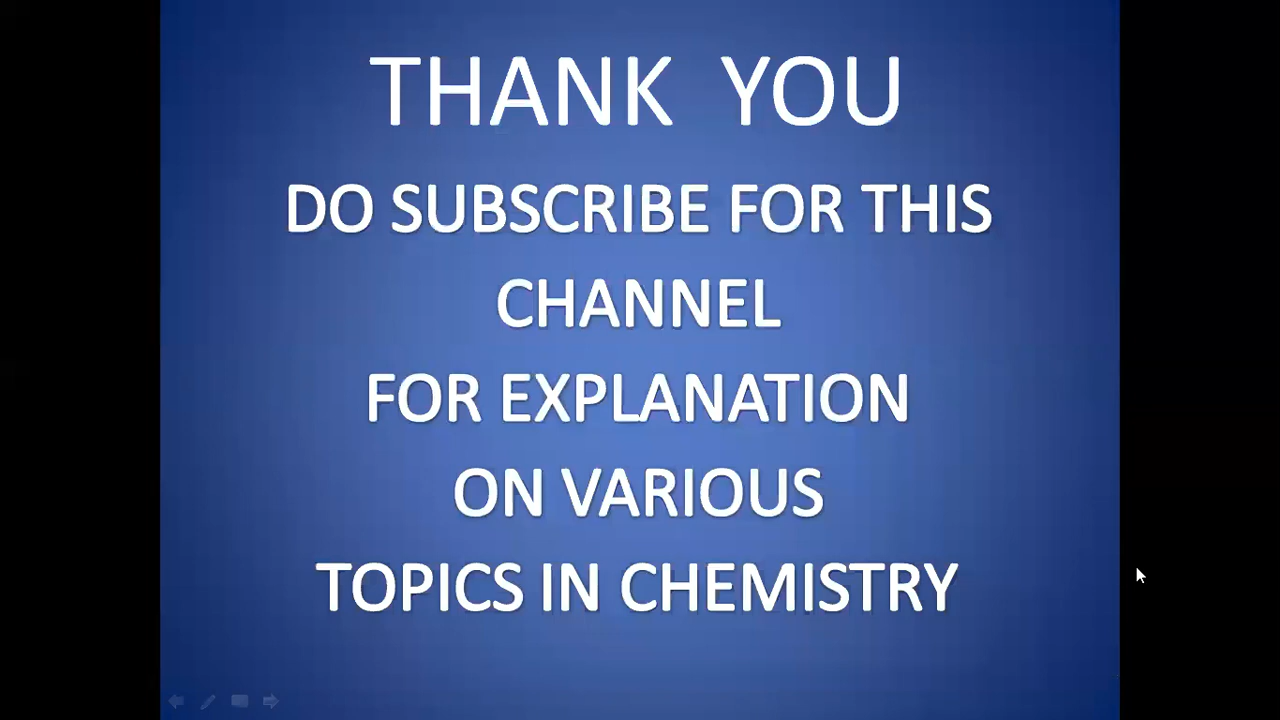 THANK YOU
DO SUBSCRIBE FOR THIS
CHANNEL
FOR EXPLANATION
ON VARIOUS
TOPICS IN CHEMISTRY